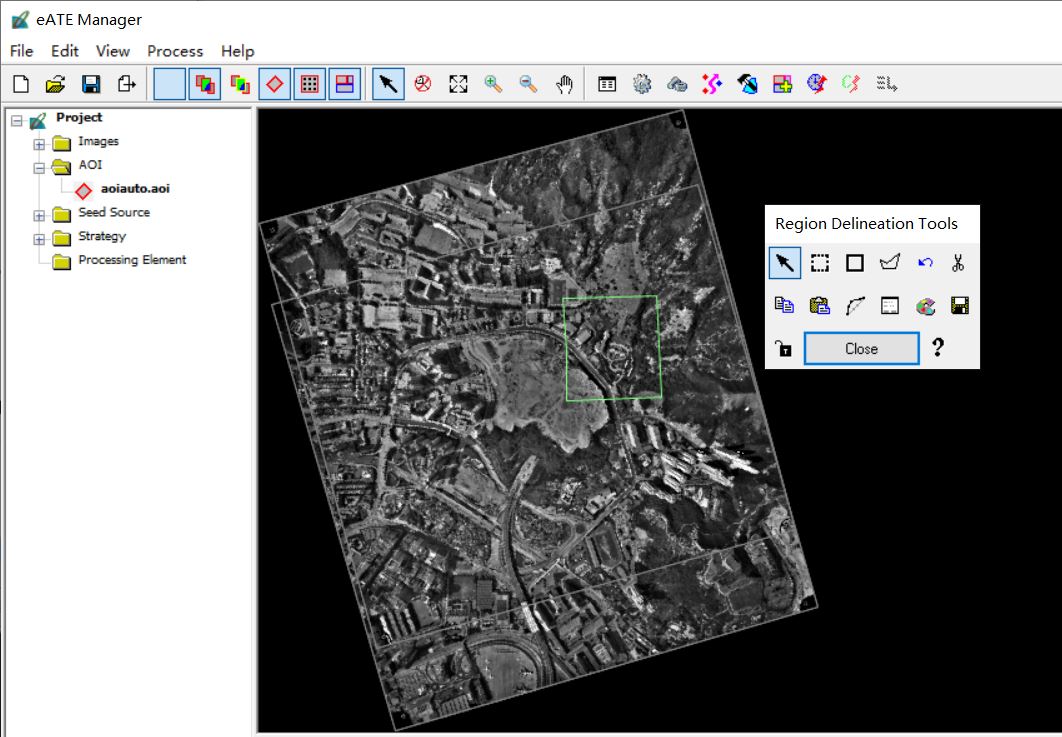 eATE Manager
File Edit View Process Help
Project
Images
AOI
aoiauto.aoi
Seed Source
Strategy
Processing Element
Region Delineation Tools
Close
?